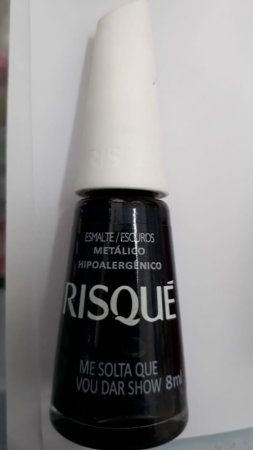 ESMALTE/ESCUROS
METÁLICO
HIPOALERGÊNICO
RISQUÉ
ME SOLTA QUE
VOU DAR SHOW 8ml